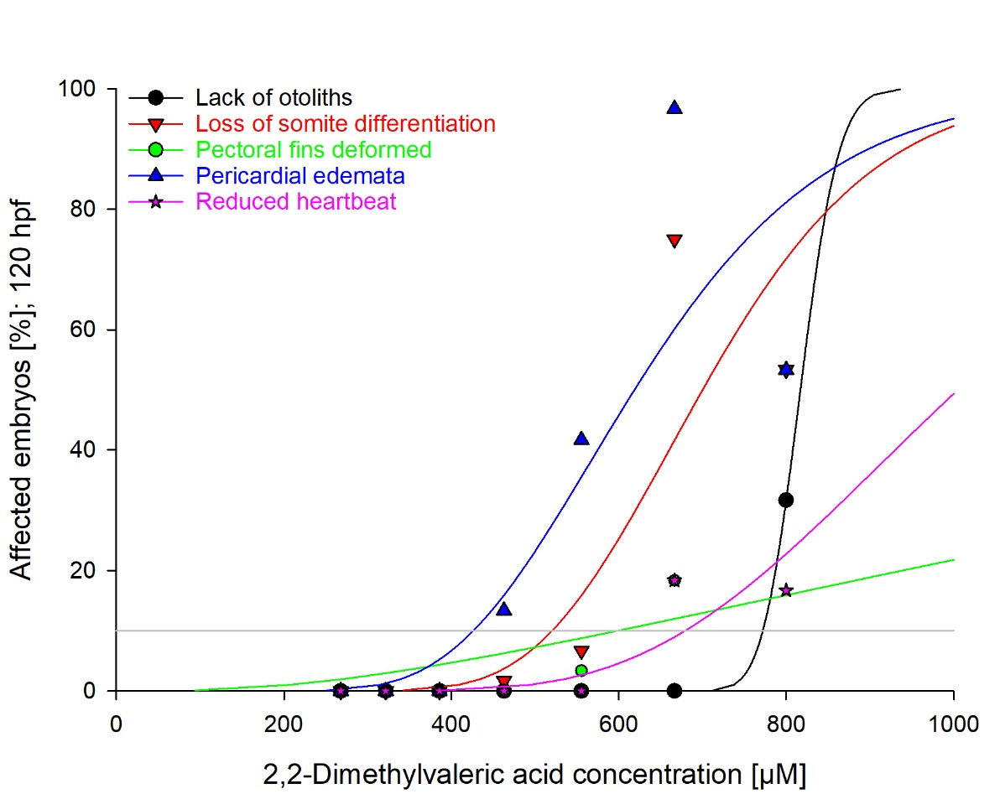 Lack of otoliths
Loss of somite differentiation
Pectoral fins deformed
Pericardial edemata
Reduced heartbeat
Affected embryos [%]; 120 hpf
100
80
60
40
20
0
0 200 400 600 800 1000
2,2-Dimethylvaleric acid concentration [µM]